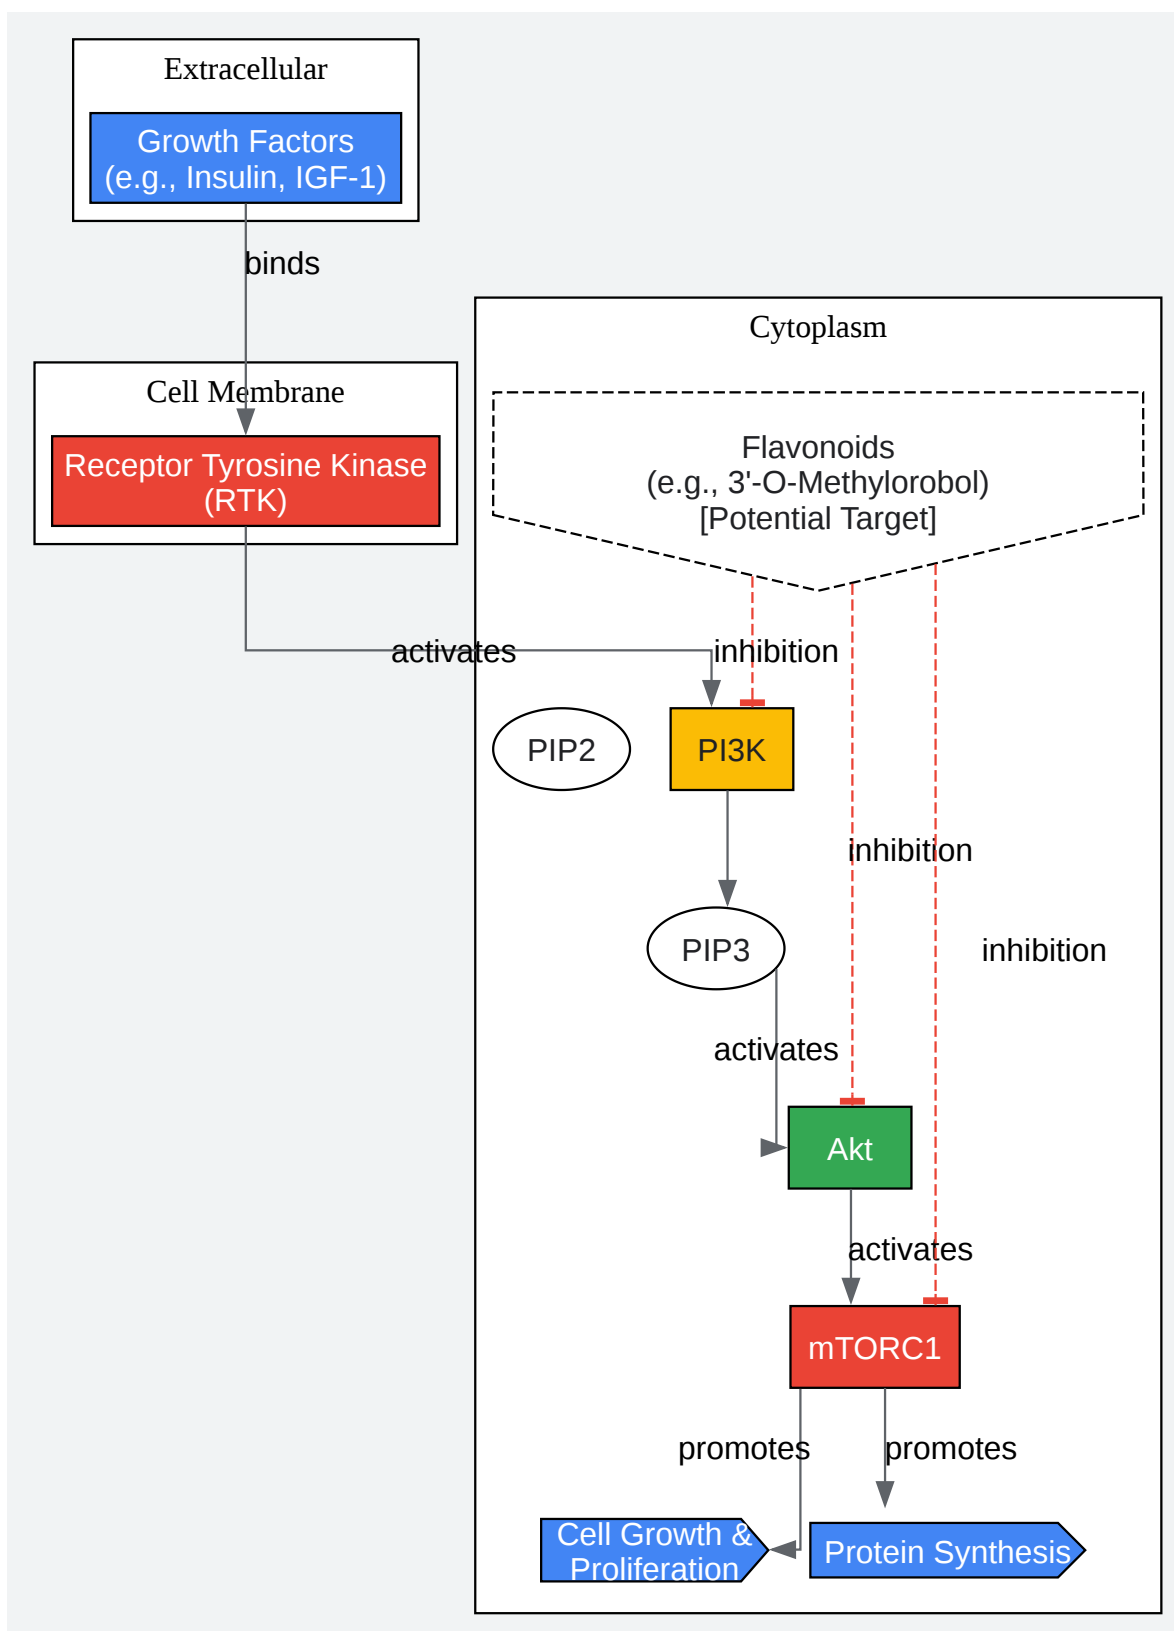 Extracellular
Growth Factors
(e.g., Insulin, IGF-1)
binds
Cytoplasm
Cell Membrane
Receptor Tyrosine Kinase
(RTK)
Flavonoids
(e.g., 3'-O-Methylorobol)
[Potential Target]
activates
inhibition
PIP2
PI3K
inhibition
PIP3
inhibition
activates
Akt
activates
mTORC1
promotes
promotes
Cell Growth &
Proliferation
Protein Synthesis